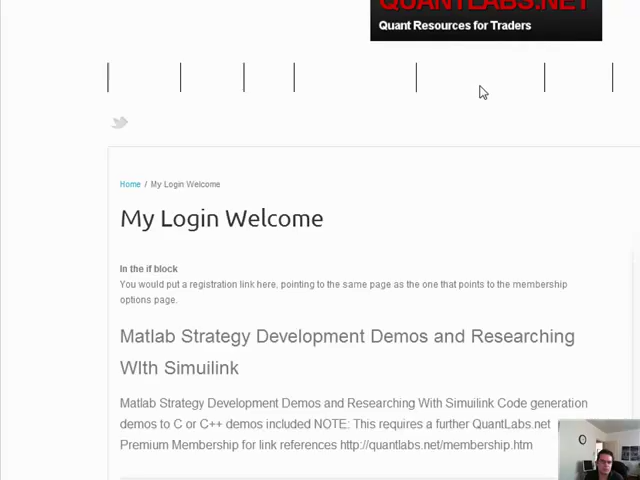 QUANTLABS.NET
Quant Resources for Traders
Home / My Login Welcome
My Login Welcome
In the if block
You would put a registration link here, pointing to the same page as the one that points to the membership
options page.
Matlab Strategy Development Demos and Researching
WIth Simuilink
Matlab Strategy Development Demos and Researching With Simuilink Code generation
demos to C or C++ demos included NOTE: This requires a further QuantLabs.net
Premium Membership for link references http://quantlabs.net/membership.htm